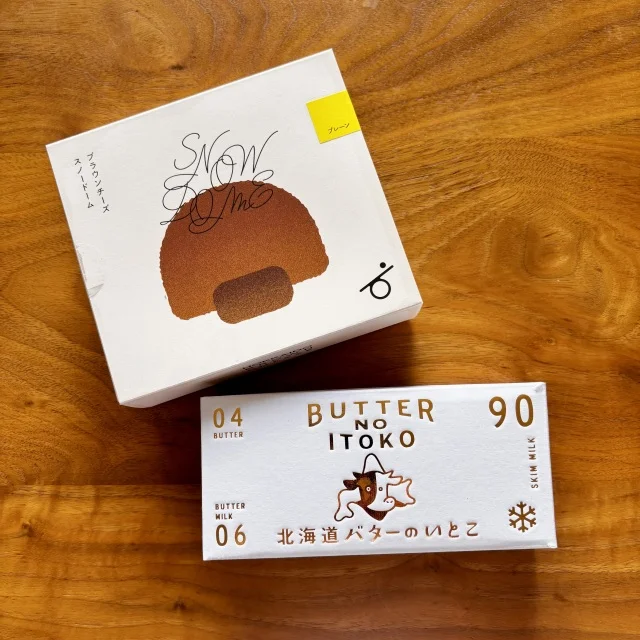 プレーン
SNOW
DOME
ブラウンチーズ
スノードーム
04
BUTTER
BUTTER
NO
ITOKO
90
SKIM MILK
BUTTER
MILK
06
北海道バターのいとこ